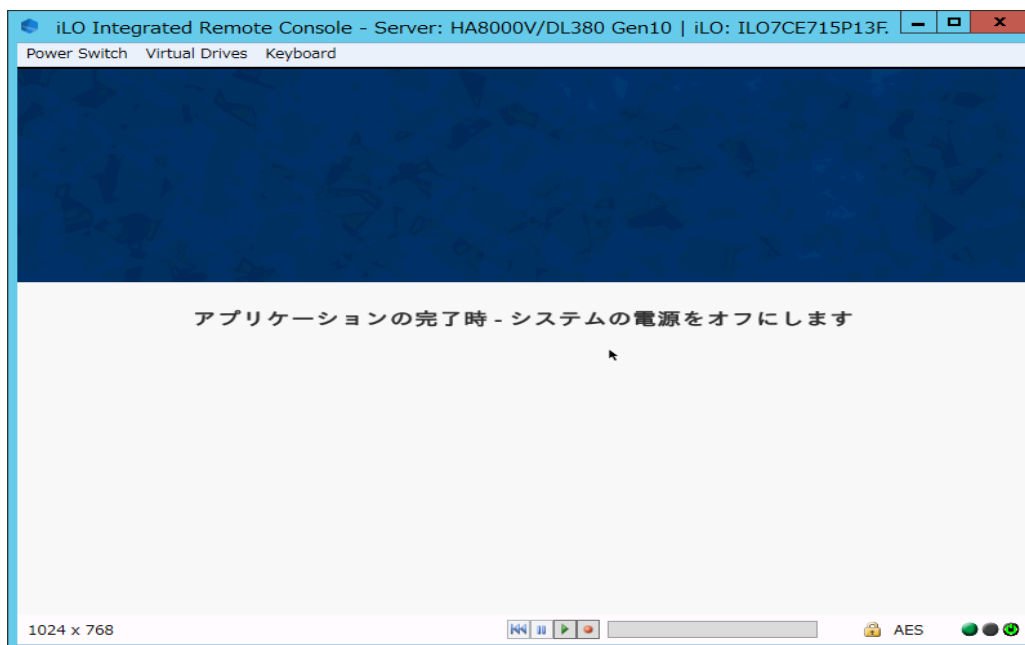 iLO Integrated Remote Console - Server: HA8000V/DL380 Gen10 | iLO: ILO7CE715P13F.
Power Switch Virtual Drives Keyboard
アプリケーションの完了時 - システムの電源をオフにします
1024 x 768
AES